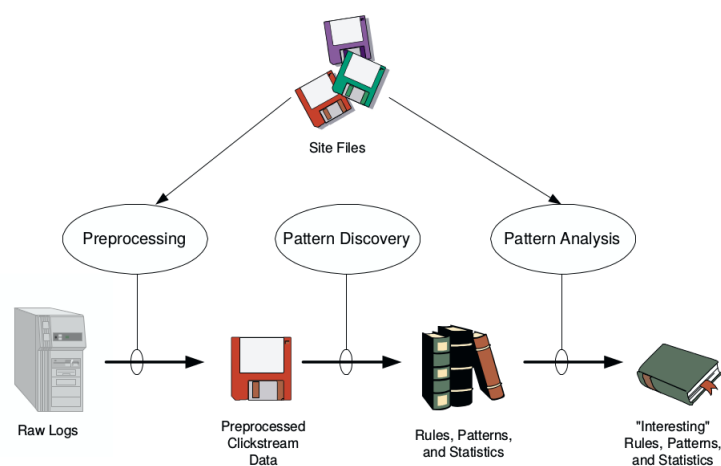 Site Files
Preprocessing
Pattern Discovery
Pattern Analysis
Raw Logs
Preprocessed
Clickstream
Data
Rules, Patterns,
and Statistics
"Interesting"
Rules, Patterns,
and Statistics